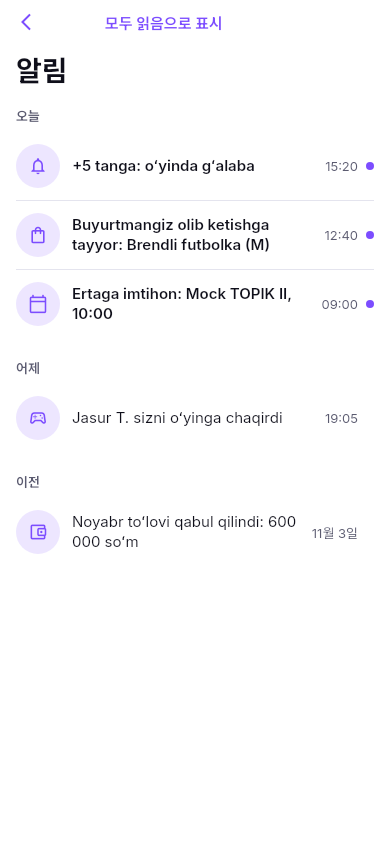 모두 읽음으로 표시
알림
오늘
+5 tanga: oʻyinda gʻalaba
15:20
Buyurtmangiz olib ketishga
tayyor: Brendli futbolka (M)
12:40
Ertaga imtihon: Mock TOPIK II,
10:00
09:00
어제
Jasur T. sizni oʻyinga chaqirdi
19:05
이전
Noyabr toʻlovi qabul qilindi: 600
000 soʻm
11월 3일